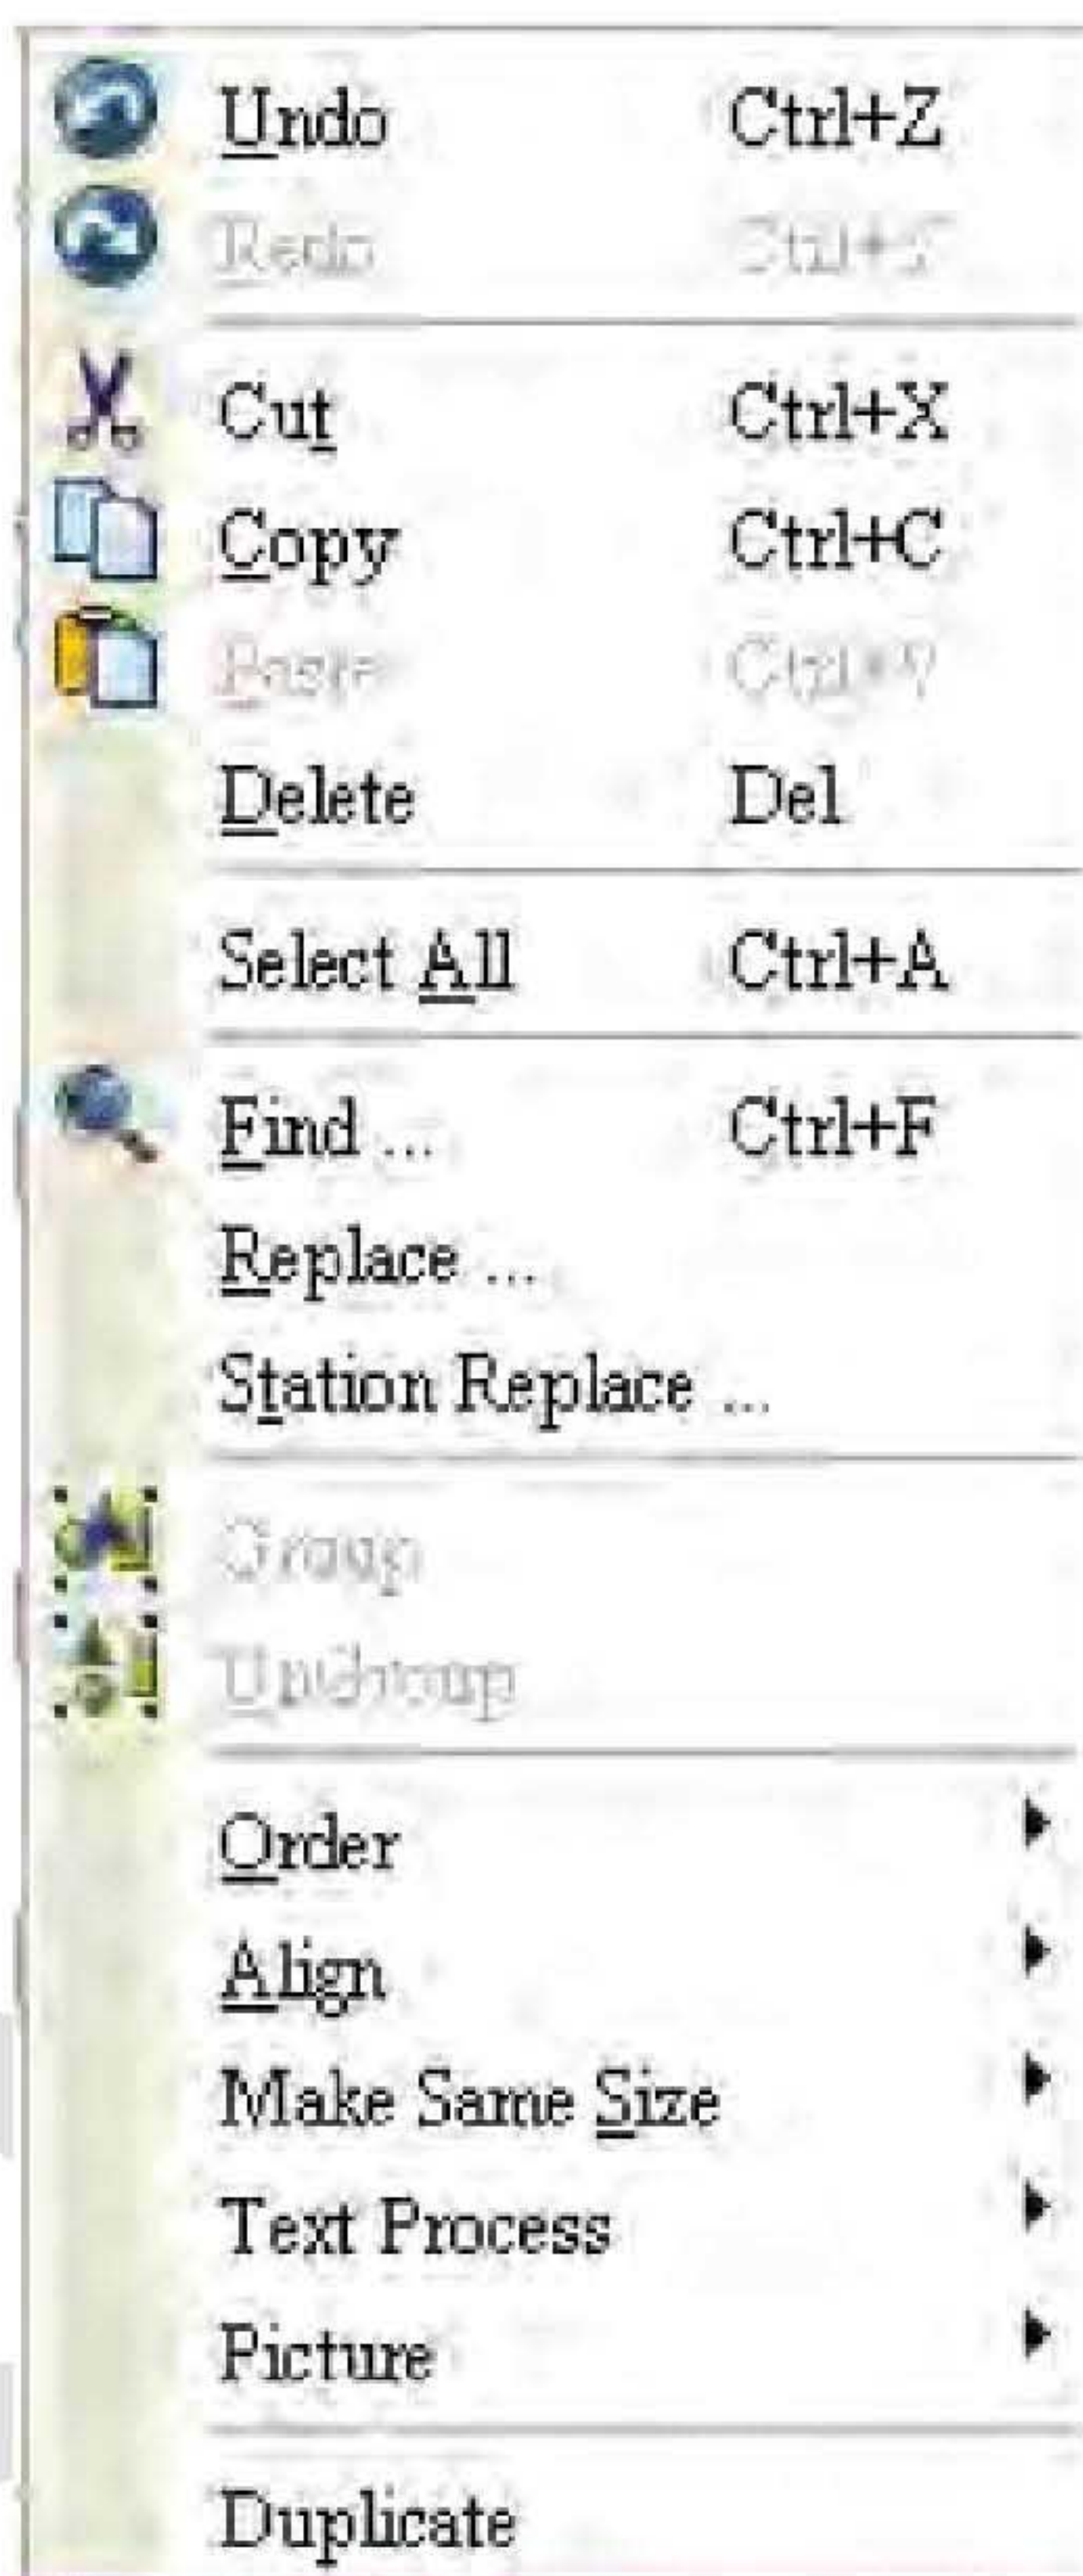 Undo Ctrl+Z
Redo
Cut Ctrl+X
Copy Ctrl+C
Paste Ctrl+V
Delete Del
Select All Ctrl+A
Find ... Ctrl+F
Replace ...
Station Replace ...
Group
UnGroup
Order
Align
Make Same Size
Text Process
Picture
Duplicate